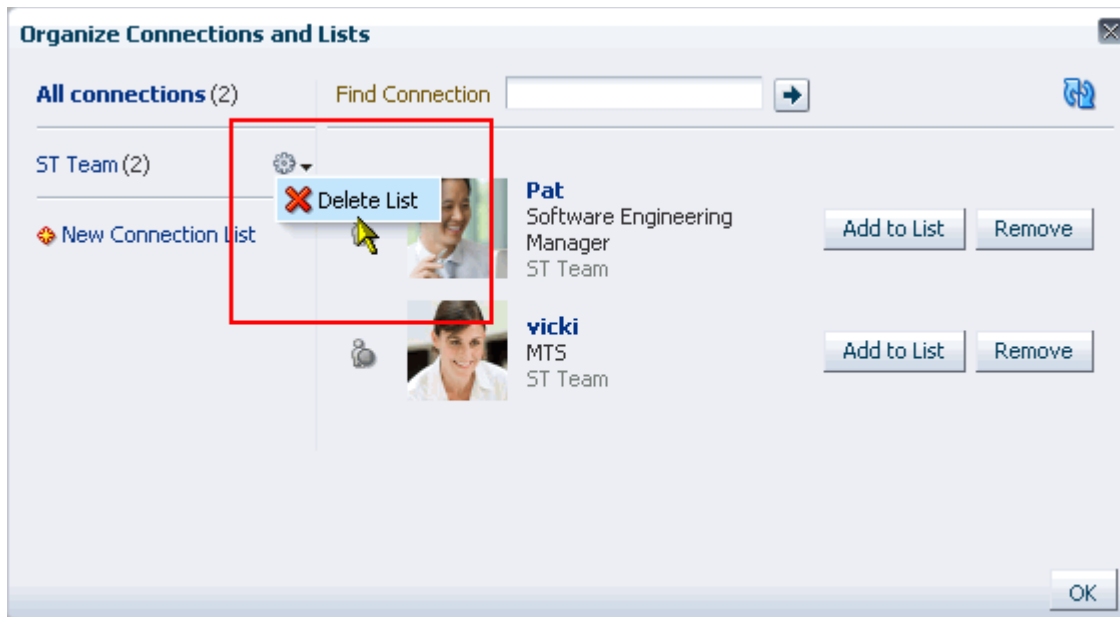 Organize Connections and Lists
All connections (2)
Find Connection
ST Team (2)
Delete List
New Connection List
Pat
Software Engineering
Manager
ST Team
Add to List
Remove
vicki
MTS
ST Team
Add to List
Remove
OK